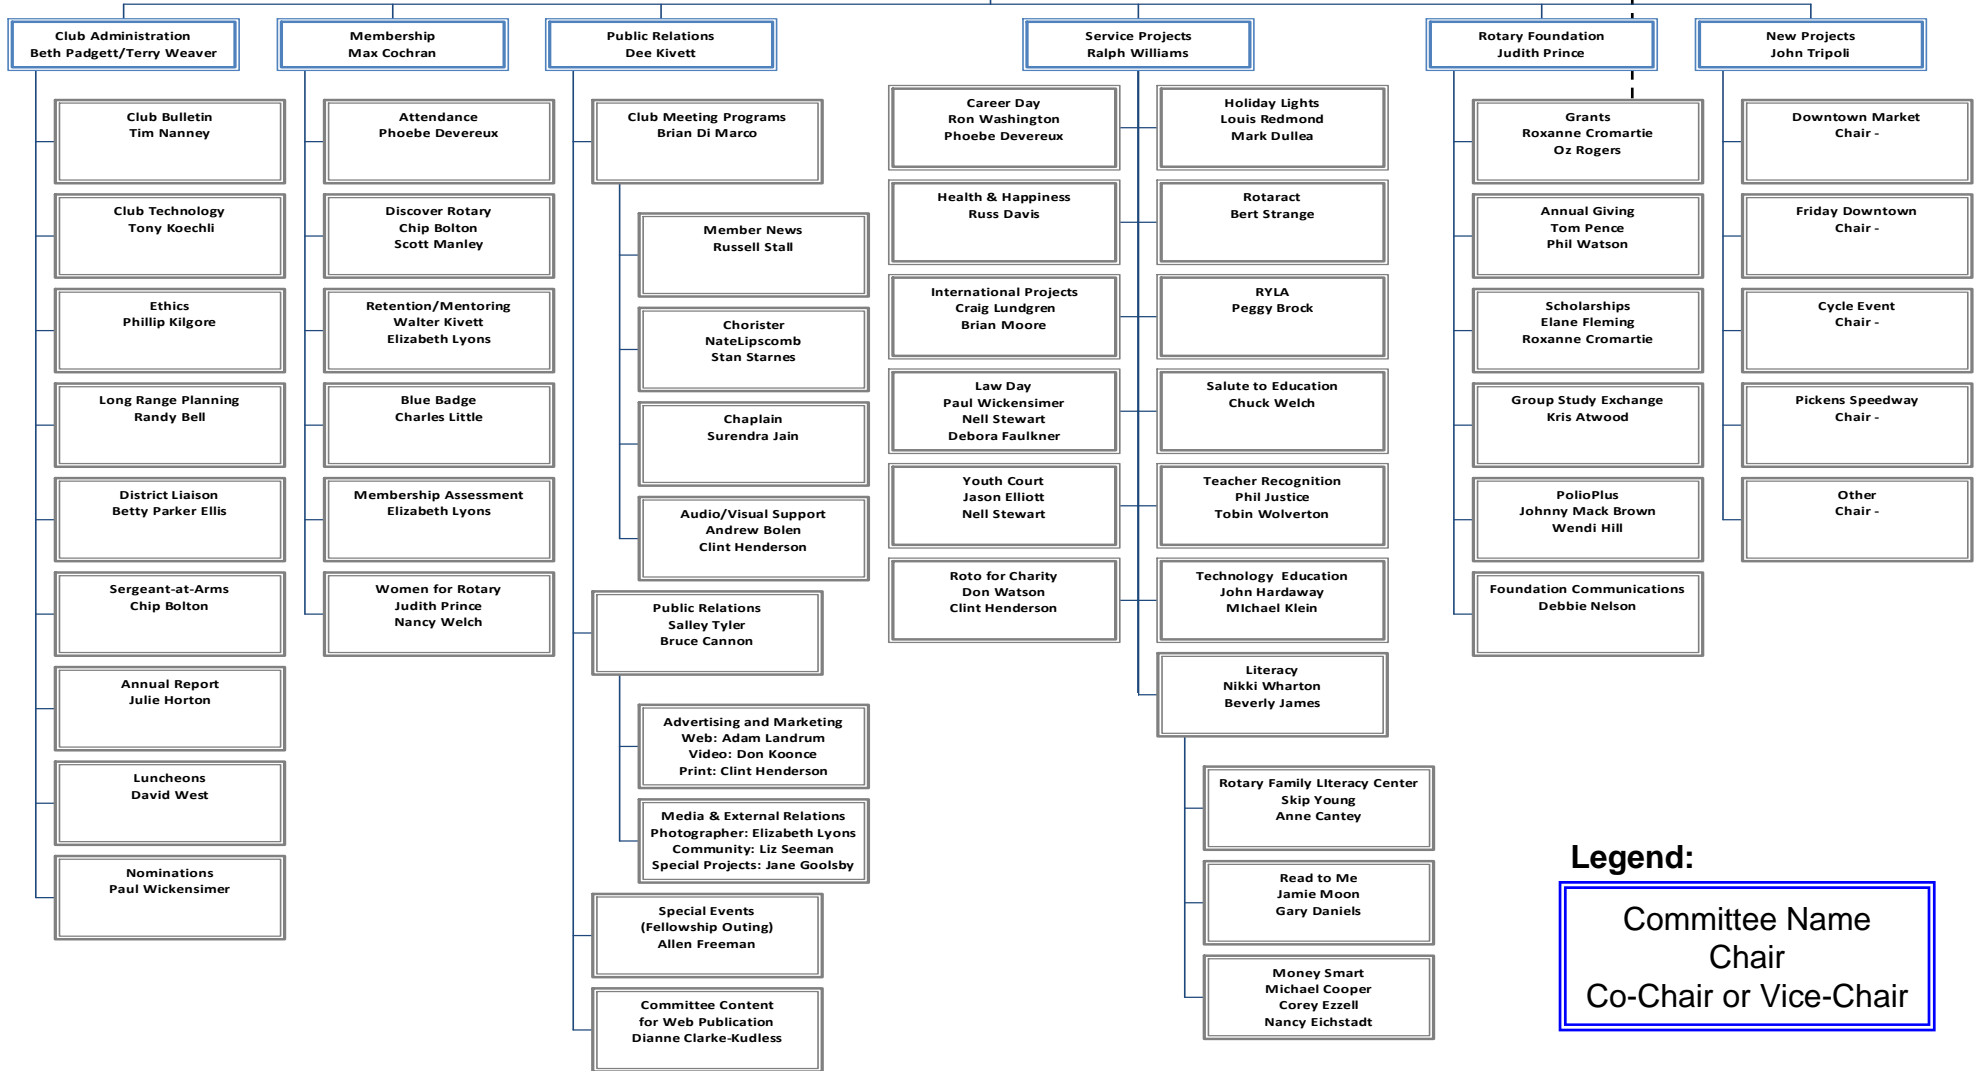 Club Administration
Beth Padgett/Terry Weaver
Club Bulletin
Tim Nanney
Club Technology
Tony Koechli
Ethics
Phillip Kilgore
Long Range Planning
Randy Bell
District Liaison
Betty Parker Ellis
Sergeant-at-Arms
Chip Bolton
Annual Report
Julie Horton
Luncheons
David West
Nominations
Paul Wickensimer
Membership
Max Cochran
Attendance
Phoebe Devereux
Discover Rotary
Chip Bolton
Scott Manley
Retention/Mentoring
Walter Kivett
Elizabeth Lyons
Blue Badge
Charles Little
Membership Assessment
Elizabeth Lyons
Women for Rotary
Judith Prince
Nancy Welch
Public Relations
Dee Kivett
Club Meeting Programs
Brian Di Marco
Member News
Russell Stall
Chorister
NateLipscomb
Stan Starnes
Chaplain
Surendra Jain
Audio/Visual Support
Andrew Bolen
Clint Henderson
Public Relations
Salley Tyler
Bruce Cannon
Advertising and Marketing
Web: Adam Landrum
Video: Don Koonce
Print: Clint Henderson
Media & External Relations
Photographer: Elizabeth Lyons
Community: Liz Seeman
Special Projects: Jane Goolsby
Special Events
(Fellowship Outing)
Allen Freeman
Committee Content
for Web Publication
Dianne Clarke-Kudless
Service Projects
Ralph Williams
Career Day
Ron Washington
Phoebe Devereux
Holiday Lights
Louis Redmond
Mark Dullea
Health & Happiness
Russ Davis
Rotaract
Bert Strange
International Projects
Craig Lundgren
Brian Moore
RYLA
Peggy Brock
Law Day
Paul Wickensimer
Nell Stewart
Debora Faulkner
Salute to Education
Chuck Welch
Youth Court
Jason Elliott
Nell Stewart
Teacher Recognition
Phil Justice
Tobin Wolverton
Roto for Charity
Don Watson
Clint Henderson
Technology Education
John Hardaway
MIchael Klein
Literacy
Nikki Wharton
Beverly James
Rotary Family LIteracy Center
Skip Young
Anne Cantey
Read to Me
Jamie Moon
Gary Daniels
Money Smart
Michael Cooper
Corey Ezzell
Nancy Eichstadt
Rotary Foundation
Judith Prince
Grants
Roxanne Cromartie
Oz Rogers
Annual Giving
Tom Pence
Phil Watson
Scholarships
Elane Fleming
Roxanne Cromartie
Group Study Exchange
Kris Atwood
PolioPlus
Johnny Mack Brown
Wendi Hill
Foundation Communications
Debbie Nelson
New Projects
John Tripoli
Downtown Market
Chair -
Friday Downtown
Chair -
Cycle Event
Chair -
Pickens Speedway
Chair -
Other
Chair -
Legend:
Committee Name
Chair
Co-Chair or Vice-Chair